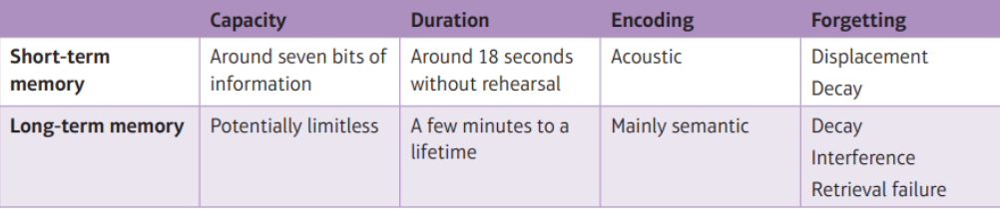 Capacity Duration Encoding Forgetting
Short-term memory Around seven bits of information Around 18 seconds without rehearsal Acoustic Displacement
Decay
Long-term memory Potentially limitless A few minutes to a lifetime Mainly semantic Decay
Interference
Retrieval failure